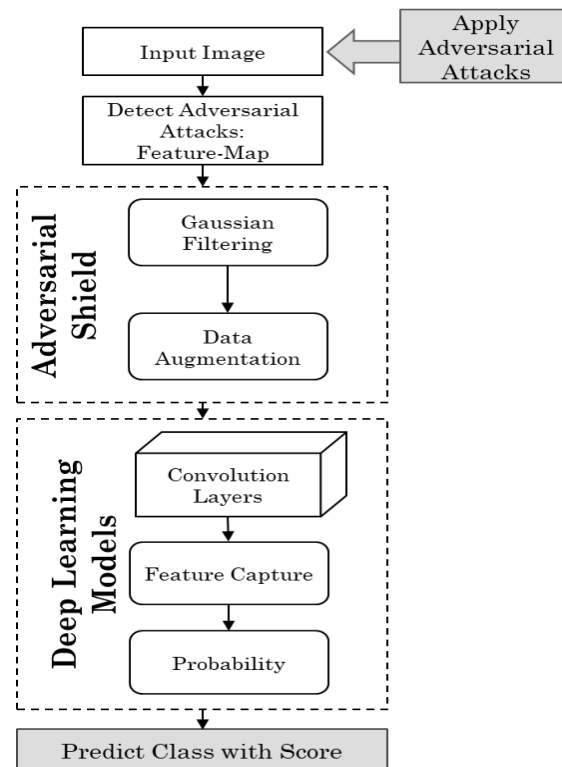 Apply
Adversarial
Attacks
Input Image
Detect Adversarial
Attacks:
Feature-Map
Adversarial
Shield
Gaussian
Filtering
Data
Augmentation
Deep Learning
Models
Convolution
Layers
Feature Capture
Probability
Predict Class with Score